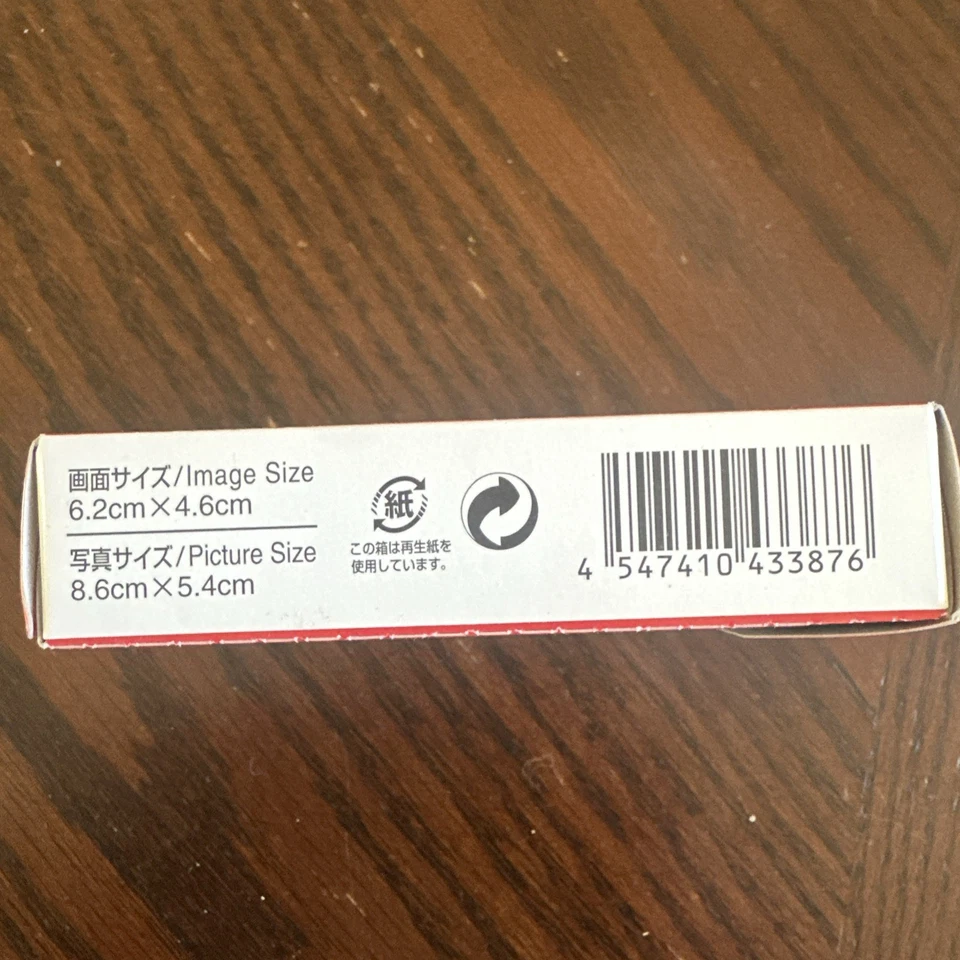 画面サイズ/Image Size
6.2cm×4.6cm
写真サイズ/Picture Size
8.6cm×5.4cm
紙
この箱は再生紙を
使用しています。
4 547410 433876